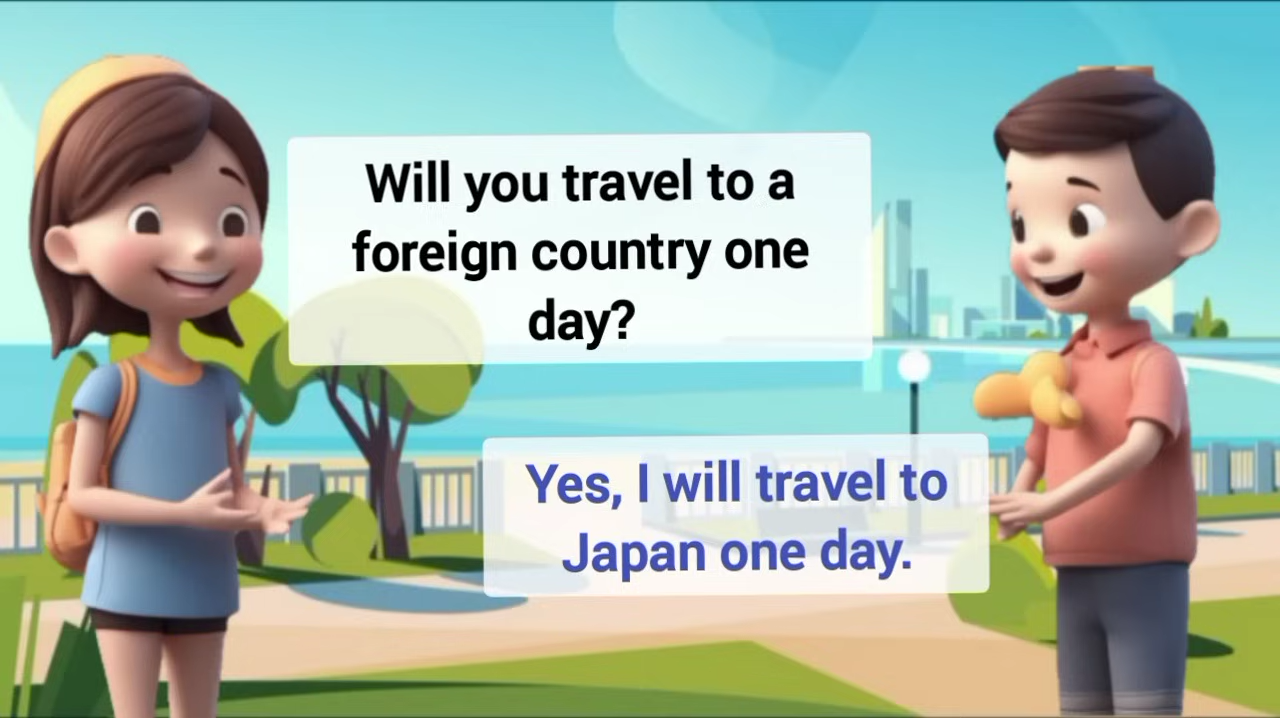 Will you travel to a
foreign country one
day?
Yes, I will travel to
Japan one day.